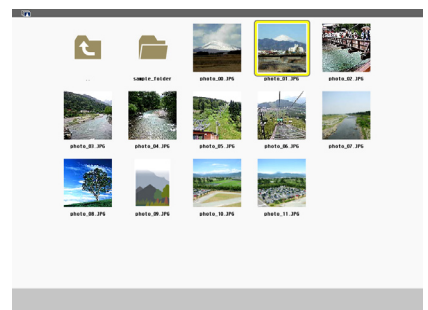 ..
sample_folder
photo_00.JPG
photo_01.JPG
photo_02.JPG
photo_03.JPG
photo_04.JPG
photo_05.JPG
photo_06.JPG
photo_07.JPG
photo_08.JPG
photo_09.JPG
photo_10.JPG
photo_11.JPG